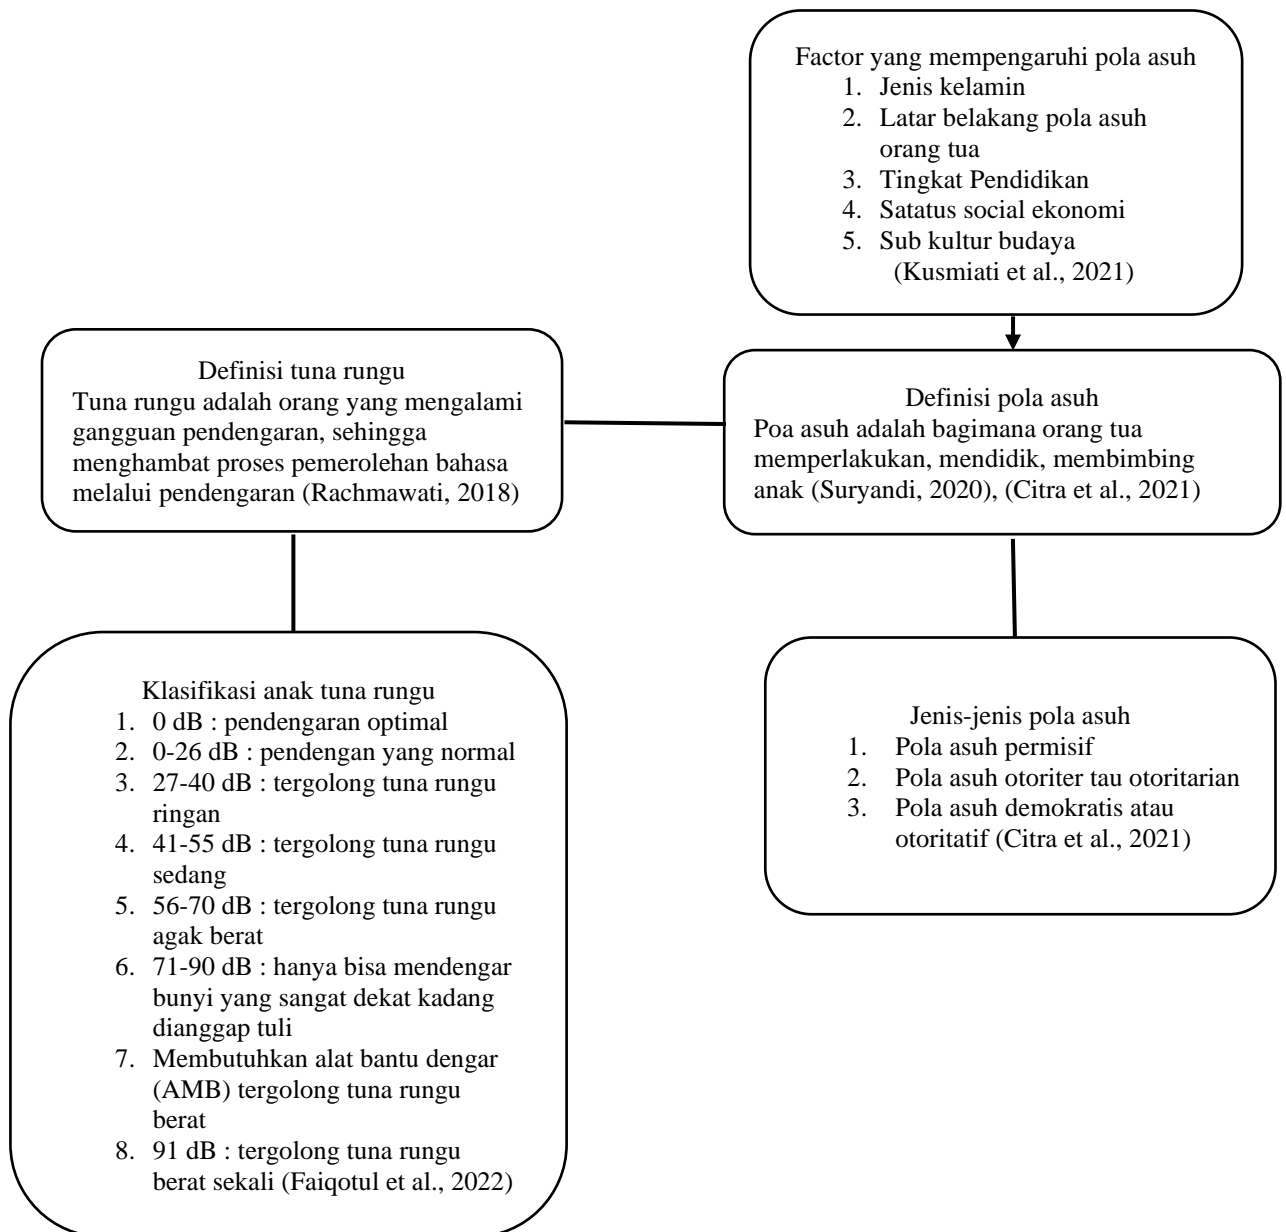 Factor yang mempengaruhi pola asuh
1. Jenis kelamin
2. Latar belakang pola asuh
orang tua
3. Tingkat Pendidikan
4. Satatus social ekonomi
5. Sub kultur budaya
(Kusmiati et al., 2021)
Definisi tuna rungu
Tuna rungu adalah orang yang mengalami
gangguan pendengaran, sehingga
menghambat proses pemerolehan bahasa
melalui pendengaran (Rachmawati, 2018)
Definisi pola asuh
Poa asuh adalah bagimana orang tua
memperlakukan, mendidik, membimbing
anak (Suryandi, 2020), (Citra et al., 2021)
Klasifikasi anak tuna rungu
1. 0 dB : pendengaran optimal
2. 0-26 dB : pendengan yang normal
3. 27-40 dB : tergolong tuna rungu
ringan
4. 41-55 dB : tergolong tuna rungu
sedang
5. 56-70 dB : tergolong tuna rungu
agak berat
6. 71-90 dB : hanya bisa mendengar
bunyi yang sangat dekat kadang
dianggap tuli
7. Membutuhkan alat bantu dengar
(AMB) tergolong tuna rungu
berat
8. 91 dB : tergolong tuna rungu
berat sekali (Faiqotul et al., 2022)
Jenis-jenis pola asuh
1. Pola asuh permisif
2. Pola asuh otoriter tau otoritarian
3. Pola asuh demokratis atau
otoritatif (Citra et al., 2021)